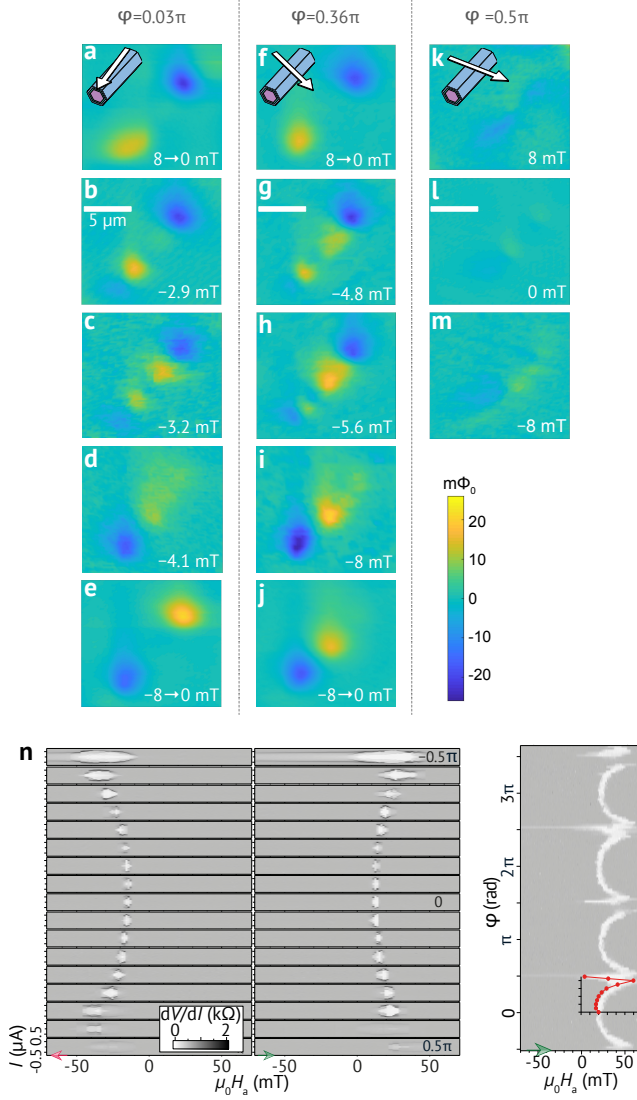 φ=0.03π
φ=0.36π
φ =0.5π
a
8→0 mT
f
8→0 mT
k
8 mT
b
5 μm
−2.9 mT
g
−4.8 mT
l
0 mT
c
−3.2 mT
h
−5.6 mT
m
−8 mT
d
−4.1 mT
i
−8 mT
e
−8→0 mT
j
−8→0 mT
mΦ₀
20
10
0
-10
-20
n
−0.5π
0
0.5π
dV/dI (kΩ)
0 2
I (μA)
-0.5 0.5
-50 0 50
μ₀Hₐ (mT)
-50 0 50
μ₀Hₐ (mT)
φ (rad)
3π
2π
π
0
-50 0 50
μ₀Hₐ (mT)